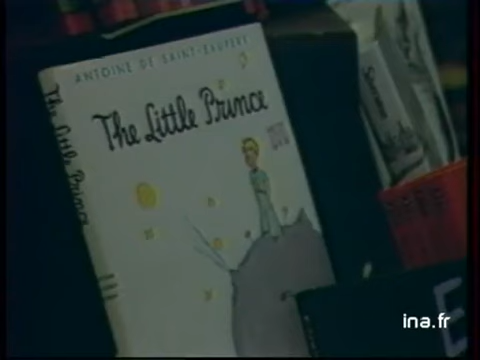 ANTOINE DE SAINT-EXUPÉRY
The Little Prince
The Little Prince
ina.fr